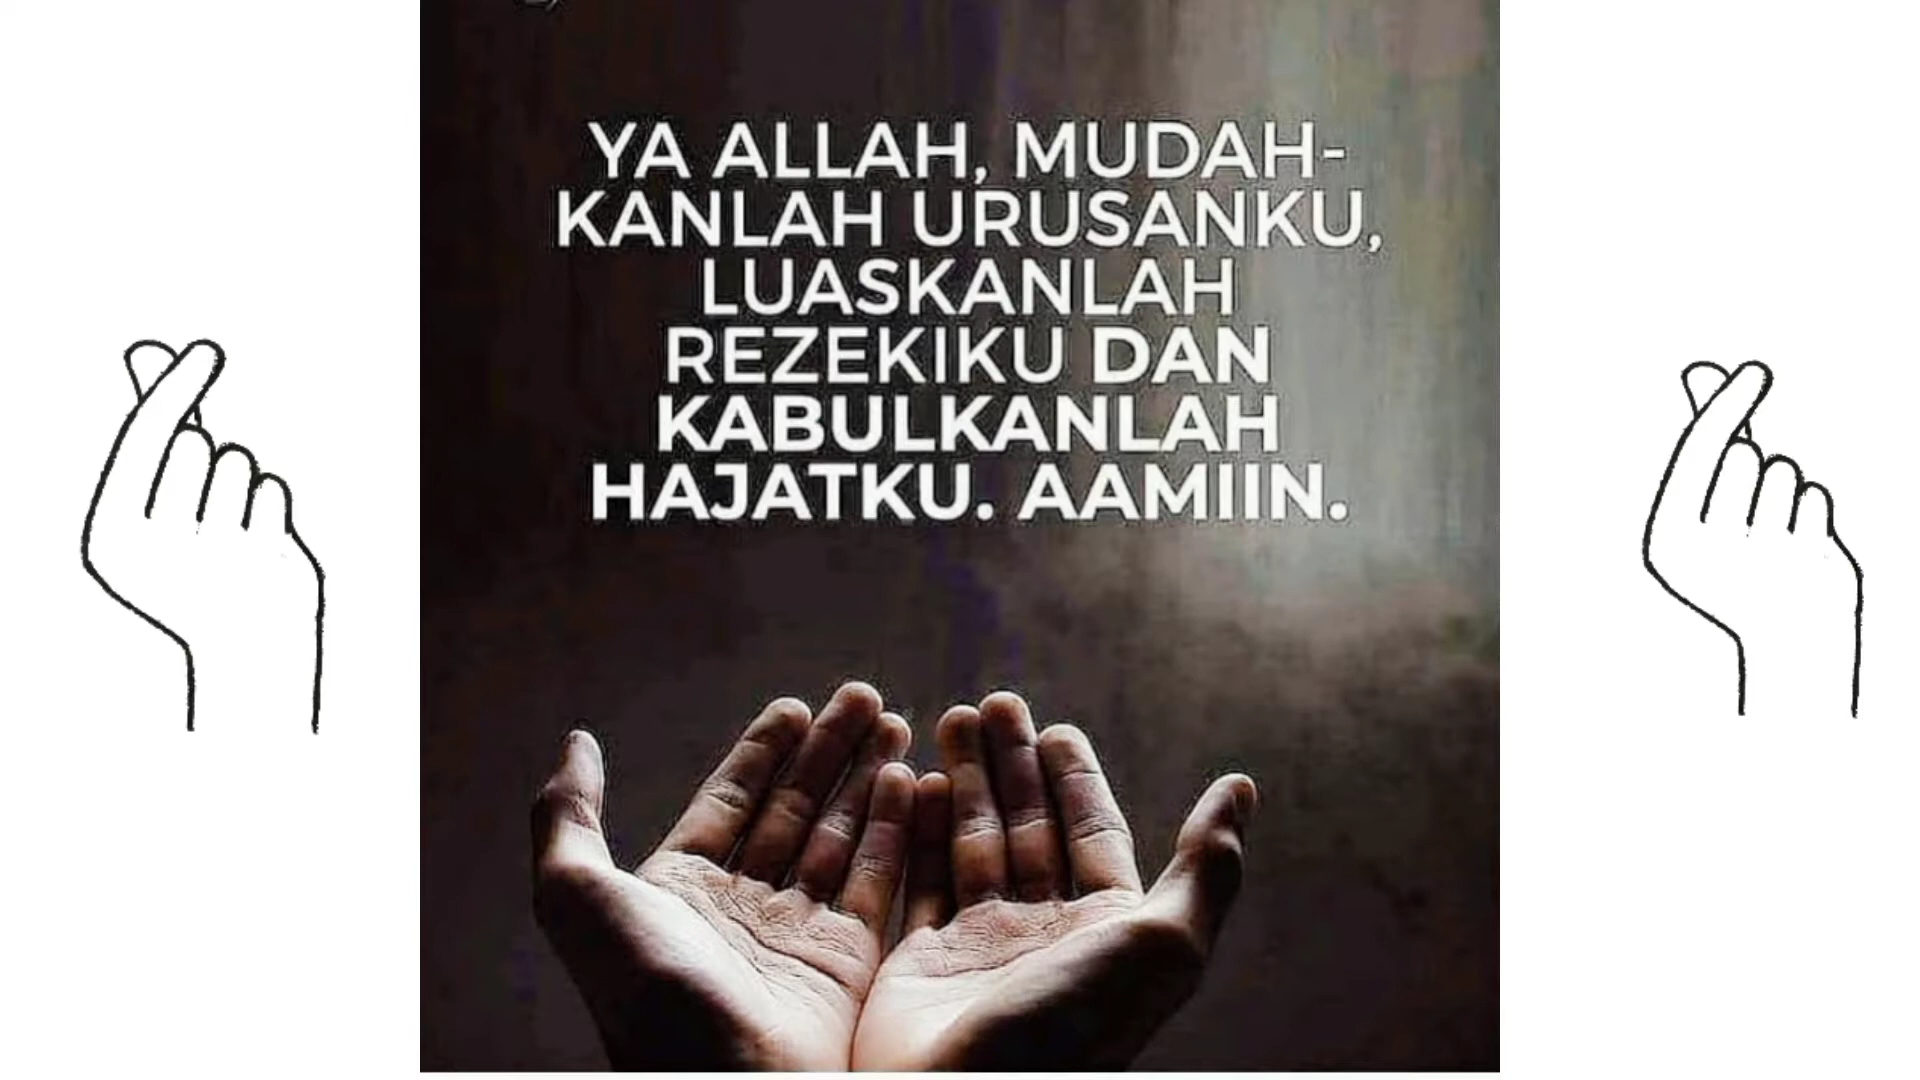 YA ALLAH, MUDAH-
KANLAH URUSANKU,
LUASKANLAH
REZEKIKU DAN
KABULKANLAH
HAJATKU. AAMIIN.